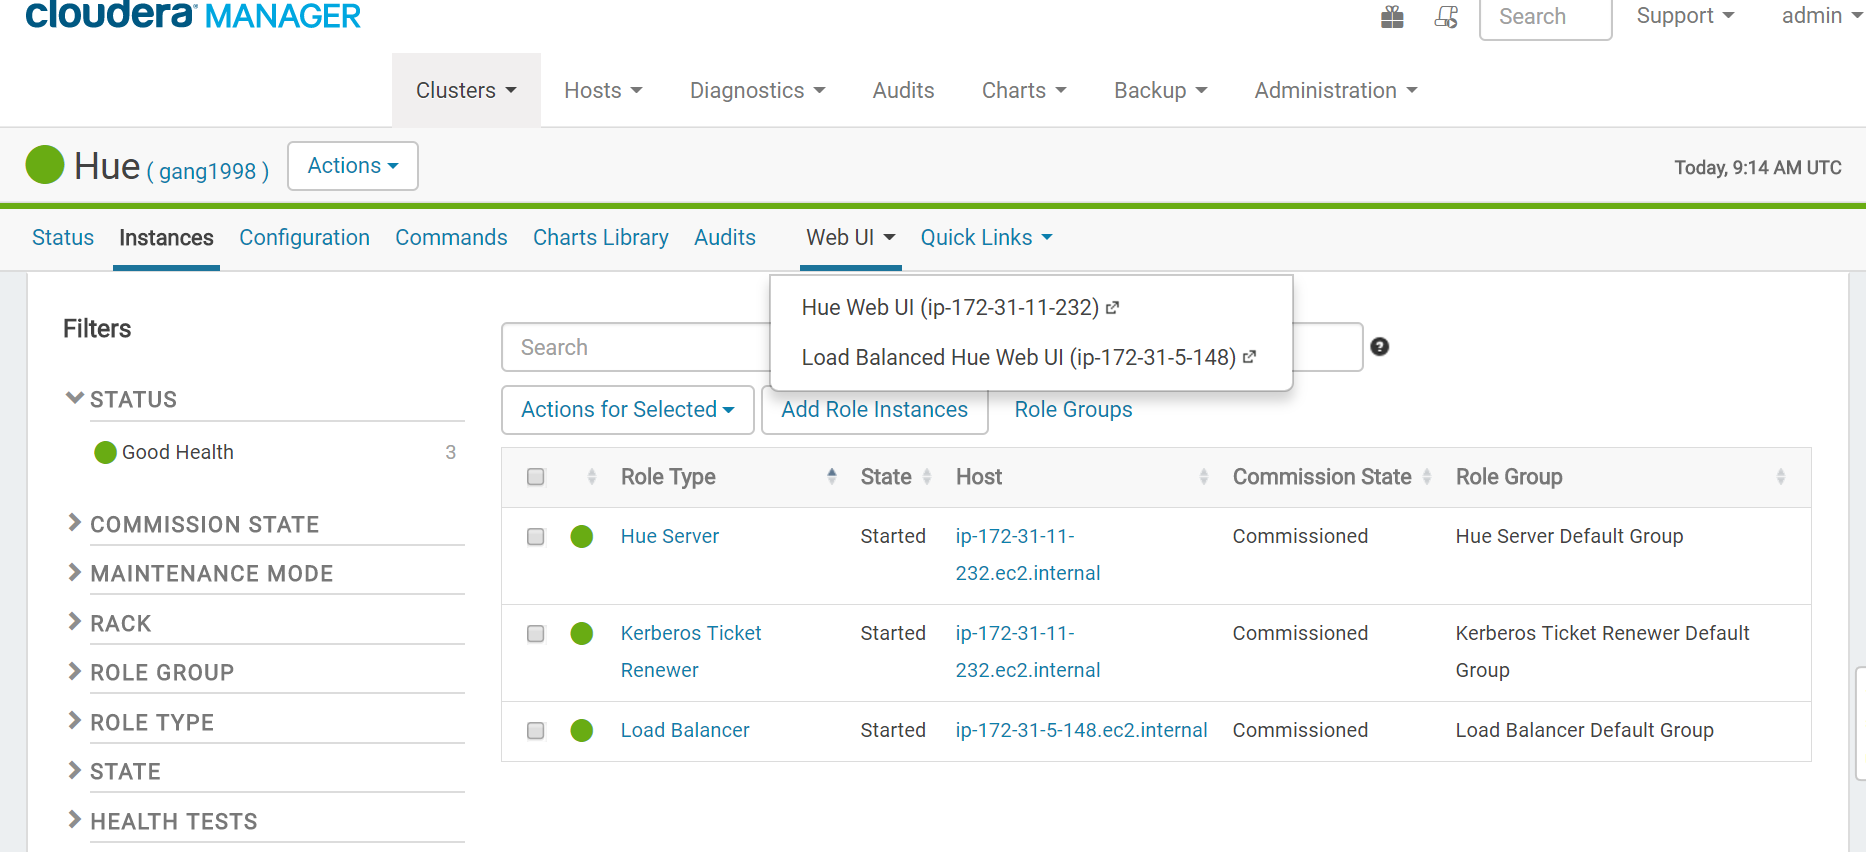 cloudera MANAGER
Search
Support
admin
Clusters
Hosts
Diagnostics
Audits
Charts
Backup
Administration
Hue ( gang1998 )
Actions
Today, 9:14 AM UTC
Status
Instances
Configuration
Commands
Charts Library
Audits
Web UI
Quick Links
Hue Web UI (ip-172-31-11-232)
Load Balanced Hue Web UI (ip-172-31-5-148)
Filters
STATUS
Good Health 3
COMMISSION STATE
MAINTENANCE MODE
RACK
ROLE GROUP
ROLE TYPE
STATE
HEALTH TESTS
Search
?
Actions for Selected
Add Role Instances
Role Groups
Role Type State Host Commission State Role Group
Hue Server Started ip-172-31-11- Commissioned Hue Server Default Group
232.ec2.internal
Kerberos Ticket Started ip-172-31-11- Commissioned Kerberos Ticket Renewer Default
Renewer 232.ec2.internal Group
Load Balancer Started ip-172-31-5-148.ec2.internal Commissioned Load Balancer Default Group